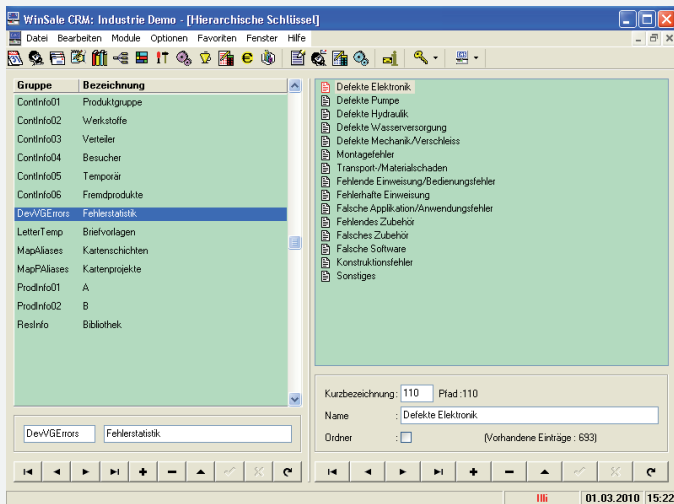 WinSale CRM: Industrie Demo - [Hierarchische Schlüssel]
Datei Bearbeiten Module Optionen Favoriten Fenster Hilfe
Gruppe Bezeichnung
ContInfo01 Produktgruppe
ContInfo02 Werkstoffe
ContInfo03 Verteiler
ContInfo04 Besucher
ContInfo05 Temporär
ContInfo06 Fremdprodukte
DevVGErrors Fehlerstatistik
LetterTemp Briefvorlagen
MapAliases Kartenschichten
MapPAliases Kartenprojekte
ProdInfo01 A
ProdInfo02 B
ResInfo Bibliothek
DevVGErrors Fehlerstatistik
Defekte Elektronik
Defekte Pumpe
Defekte Hydraulik
Defekte Wasserversorgung
Defekte Mechanik/Verschleiss
Montagefehler
Transport-/Materialschaden
Fehlende Einweisung/Bedienungsfehler
Fehlerhafte Einweisung
Falsche Applikation/Anwendungsfehler
Fehlendes Zubehör
Falsches Zubehör
Falsche Software
Konstruktionsfehler
Sonstiges
Kurzbezeichnung: 110 Pfad :110
Name : Defekte Elektronik
Ordner : (Vorhandene Einträge : 693)
Illi 01.03.2010 15:22